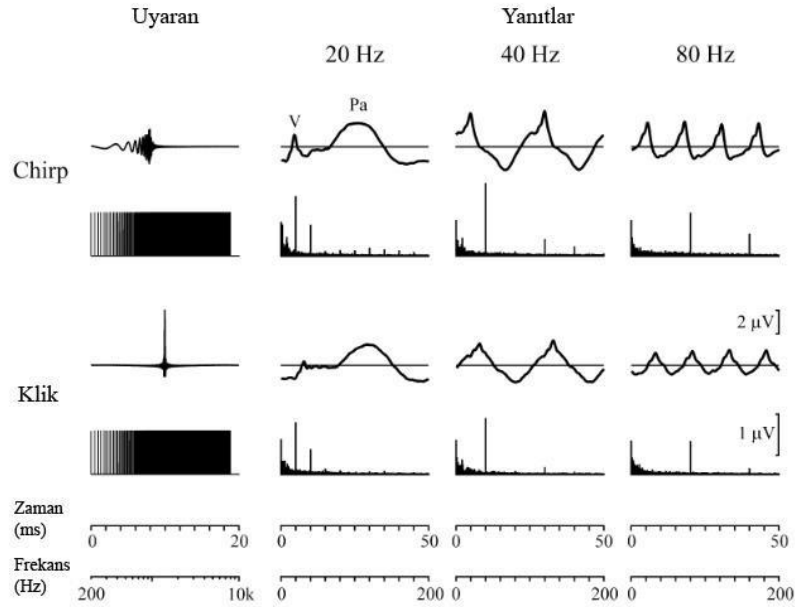 Uyaran Yanıtlar
20 Hz 40 Hz 80 Hz
V Pa
Chirp
2 µV
Klik
1 µV
Zaman
(ms)
0 20 0 50 0 50 0 50
Frekans
(Hz)
200 10k 0 200 0 200 0 200